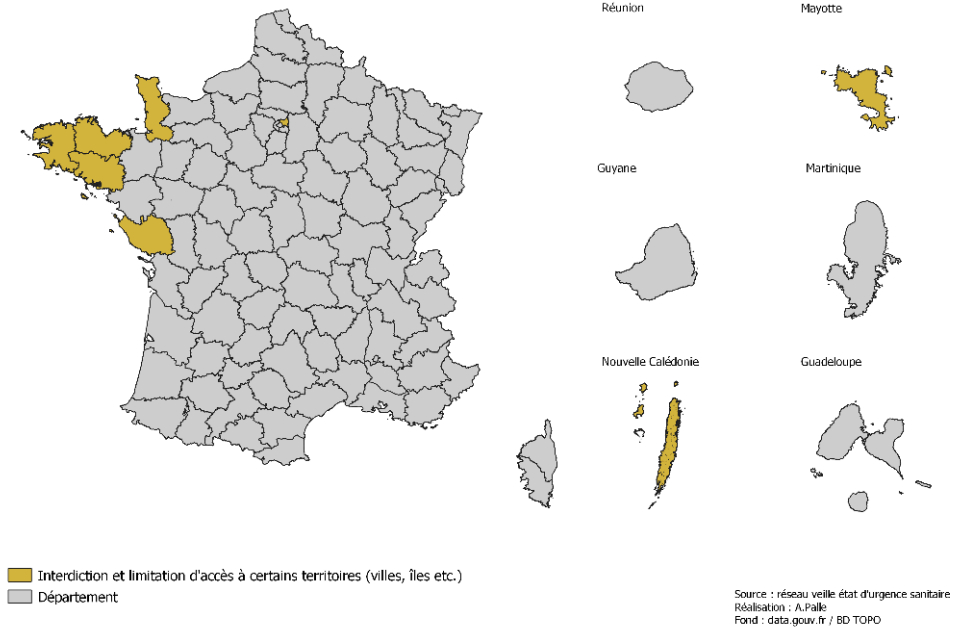 Réunion
Mayotte
Guyane
Martinique
Nouvelle Calédonie
Guadeloupe
Interdiction et limitation d'accès à certains territoires (villes, îles etc.)
Département
Source : réseau veille état d'urgence sanitaire
Réalisation : A.Palle
Fond : data.gouv.fr / BD TOPO